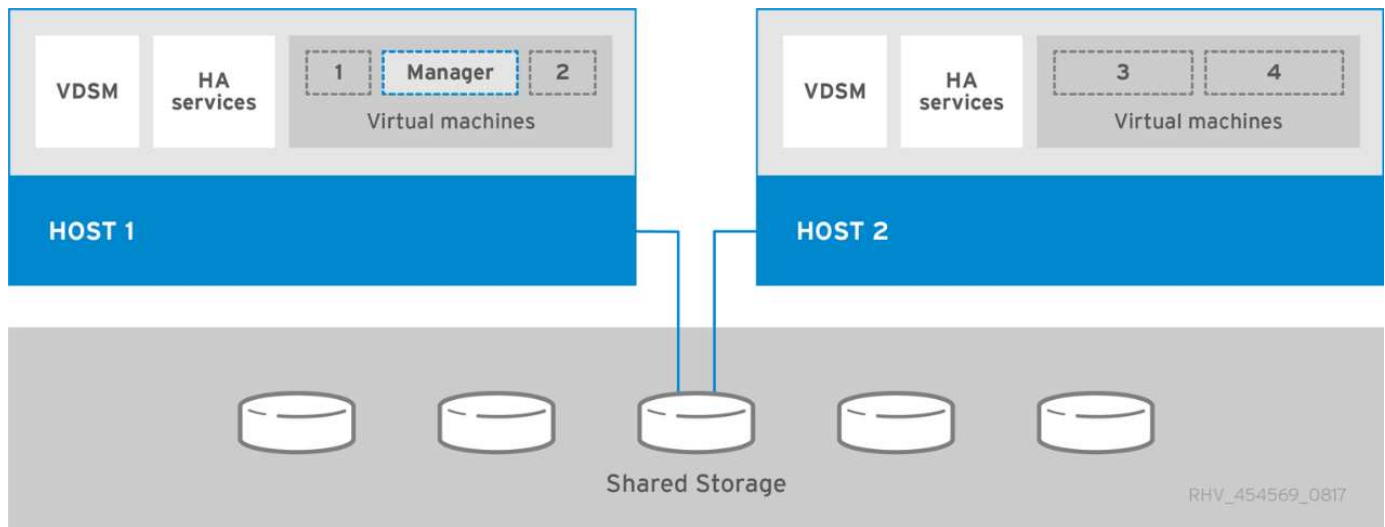 VDSM
HA
services
1
Manager
2
Virtual machines
HOST 1
VDSM
HA
services
3
4
Virtual machines
HOST 2
Shared Storage
RHV_454569_0817